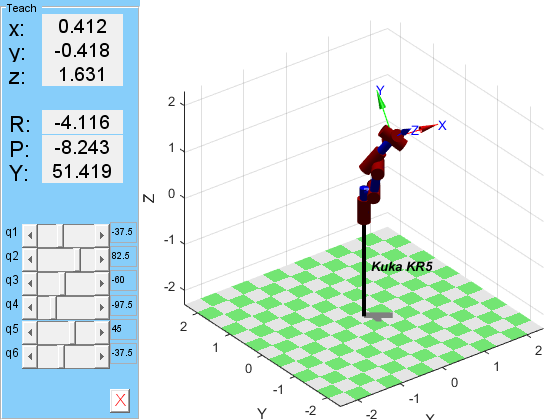 Teach
x: 0.412
y: -0.418
z: 1.631
R: -4.116
P: -8.243
Y: 51.419
q1 -37.5
q2 82.5
q3 -60
q4 -97.5
q5 45
q6 -37.5
X
Z
2
1
0
-1
-2
Y
Z
X
Kuka KR5
2
1
0
-1
-2
Y
-2
-1
0
1
2
X